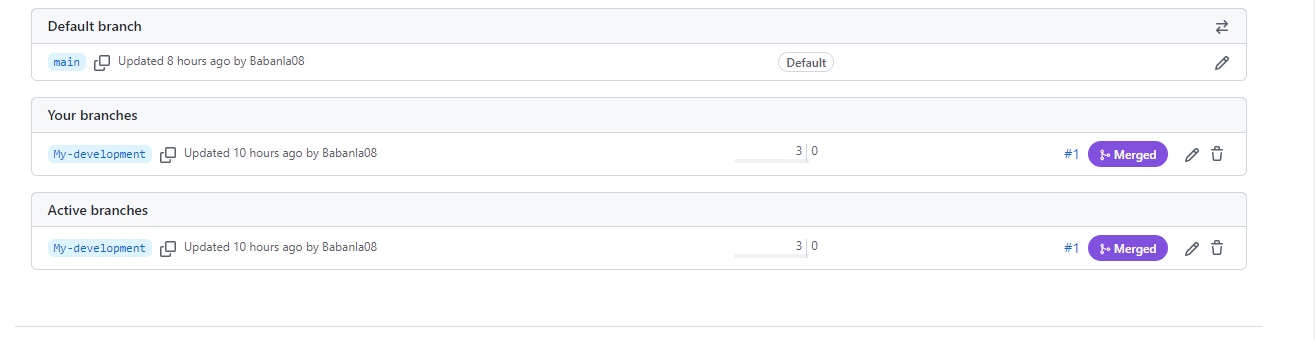 Default branch
main Updated 8 hours ago by Babanla08 Default
Your branches
My-development Updated 10 hours ago by Babanla08 3 0 #1 Merged
Active branches
My-development Updated 10 hours ago by Babanla08 3 0 #1 Merged